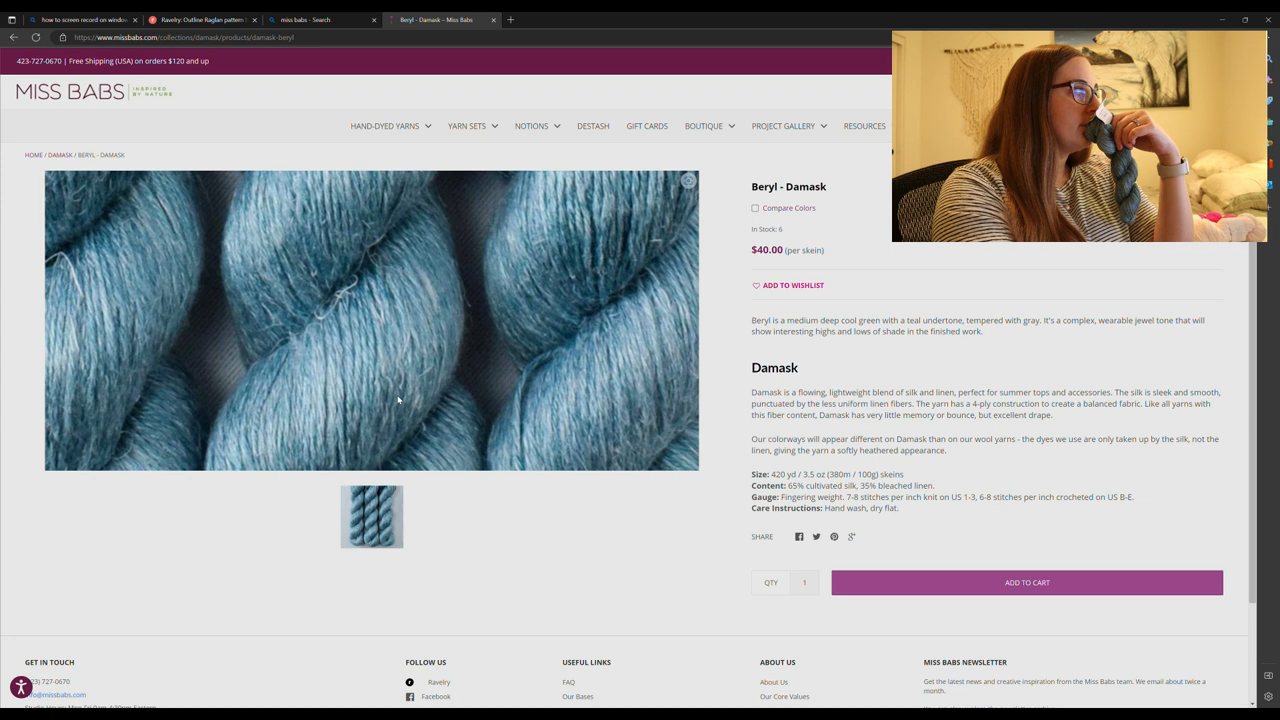 how to screen record on window
Ravelry: Outline Raglan pattern b
miss babs - Search
Beryl - Damask – Miss Babs
https://www.missbabs.com/collections/damask/products/damask-beryl
423-727-0670 | Free Shipping (USA) on orders $120 and up
MISS BABS INSPIRED BY NATURE
HAND-DYED YARNS YARN SETS NOTIONS DESTASH GIFT CARDS BOUTIQUE PROJECT GALLERY RESOURCES
HOME / DAMASK / BERYL - DAMASK
Beryl - Damask
Compare Colors
In Stock: 6
$40.00 (per skein)
ADD TO WISHLIST
Beryl is a medium deep cool green with a teal undertone, tempered with gray. It's a complex, wearable jewel tone that will
show interesting highs and lows of shade in the finished work.
Damask
Damask is a flowing, lightweight blend of silk and linen, perfect for summer tops and accessories. The silk is sleek and smooth,
punctuated by the less uniform linen fibers. The yarn has a 4-ply construction to create a balanced fabric. Like all yarns with
this fiber content, Damask has very little memory or bounce, but excellent drape.
Our colorways will appear different on Damask than on our wool yarns - the dyes we use are only taken up by the silk, not the
linen, giving the yarn a softly heathered appearance.
Size: 420 yd / 3.5 oz (380m / 100g) skeins
Content: 65% cultivated silk, 35% bleached linen.
Gauge: Fingering weight. 7-8 stitches per inch knit on US 1-3, 6-8 stitches per inch crocheted on US B-E.
Care Instructions: Hand wash, dry flat.
SHARE
QTY 1 ADD TO CART
GET IN TOUCH
23) 727-0670
nfo@missbabs.com
FOLLOW US
Ravelry
Facebook
USEFUL LINKS
FAQ
Our Bases
ABOUT US
About Us
Our Core Values
MISS BABS NEWSLETTER
Get the latest news and creative inspiration from the Miss Babs team. We email about twice a
month.